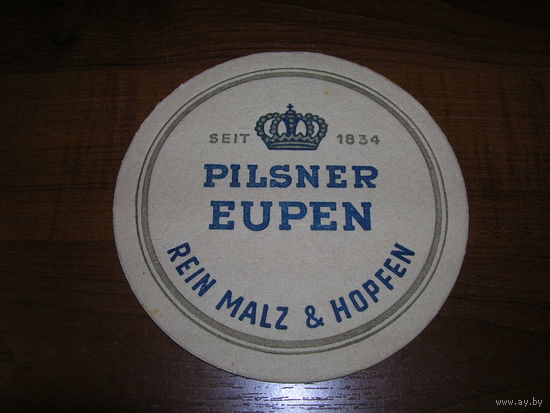 SEIT 1834
PILSNER
EUPEN
REIN MALZ & HOPFEN
www.ay.by